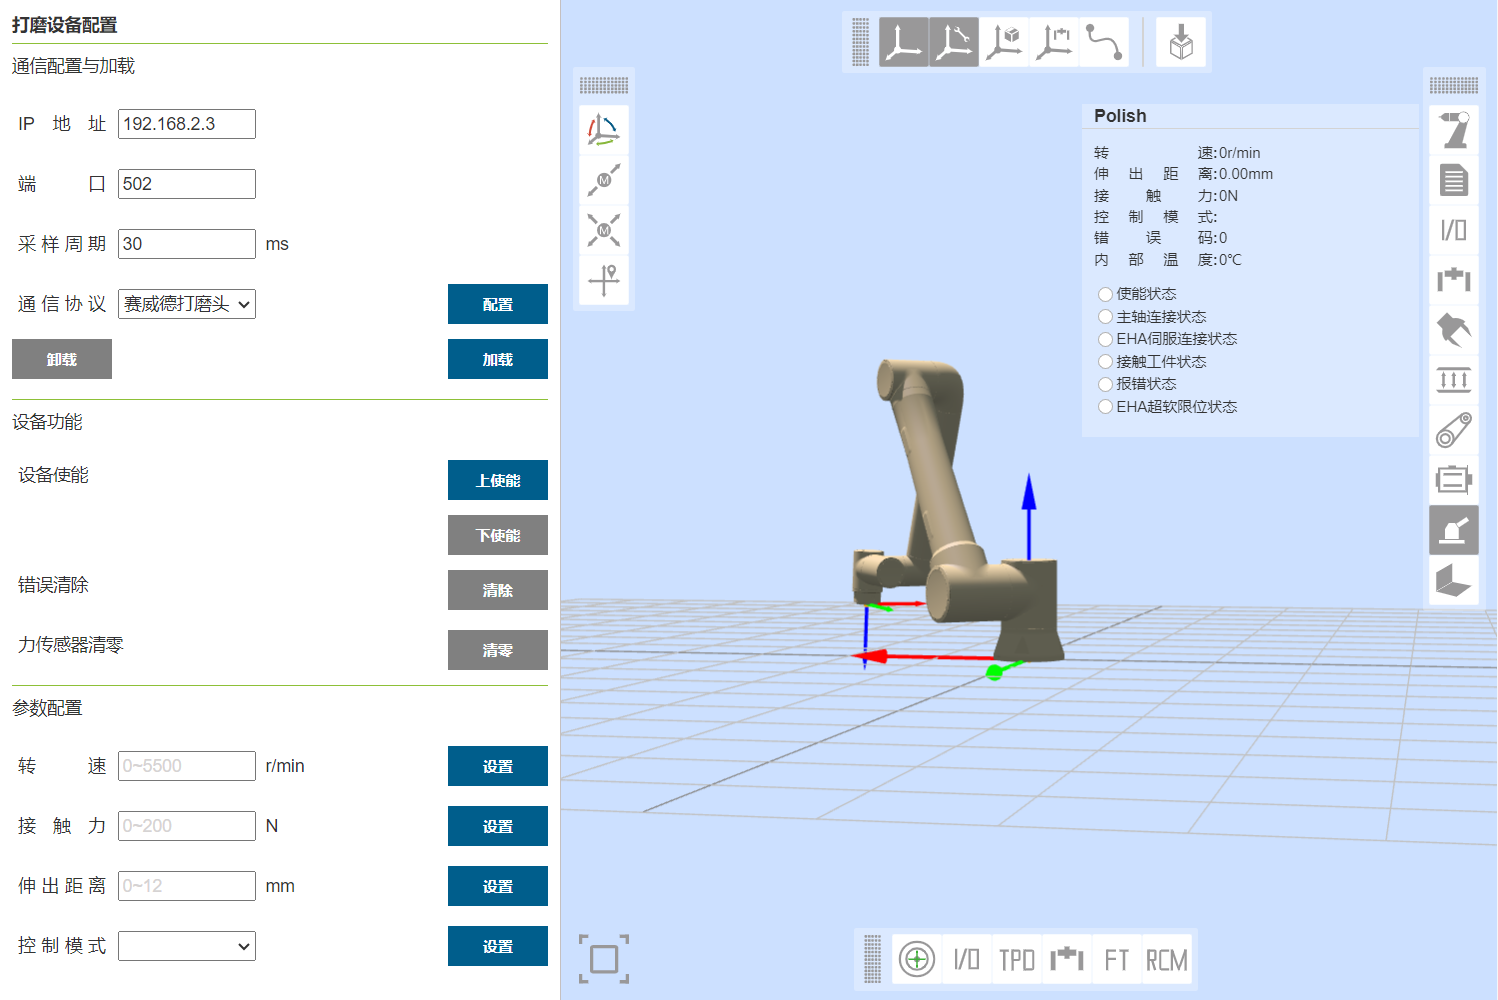 打磨设备配置
通信配置与加载
IP 地 址 192.168.2.3
端 口 502
采样周期 30 ms
通信协议 赛威德打磨头 配置
卸载 加载
设备功能
设备使能 上使能
下使能
错误清除 清除
力传感器清零 清零
参数配置
转 速 0~5500 r/min 设置
接 触 力 0~200 N 设置
伸出距离 0~12 mm 设置
控制模式 设置
Polish
转 速:0r/min
伸 出 距 离:0.00mm
接 触 力:0N
控 制 模 式:
错 误 码:0
内 部 温 度:0℃
使能状态
主轴连接状态
EHA伺服连接状态
接触工件状态
报错状态
EHA超软限位状态
M
M
I/O
I/O TPD FT RCM